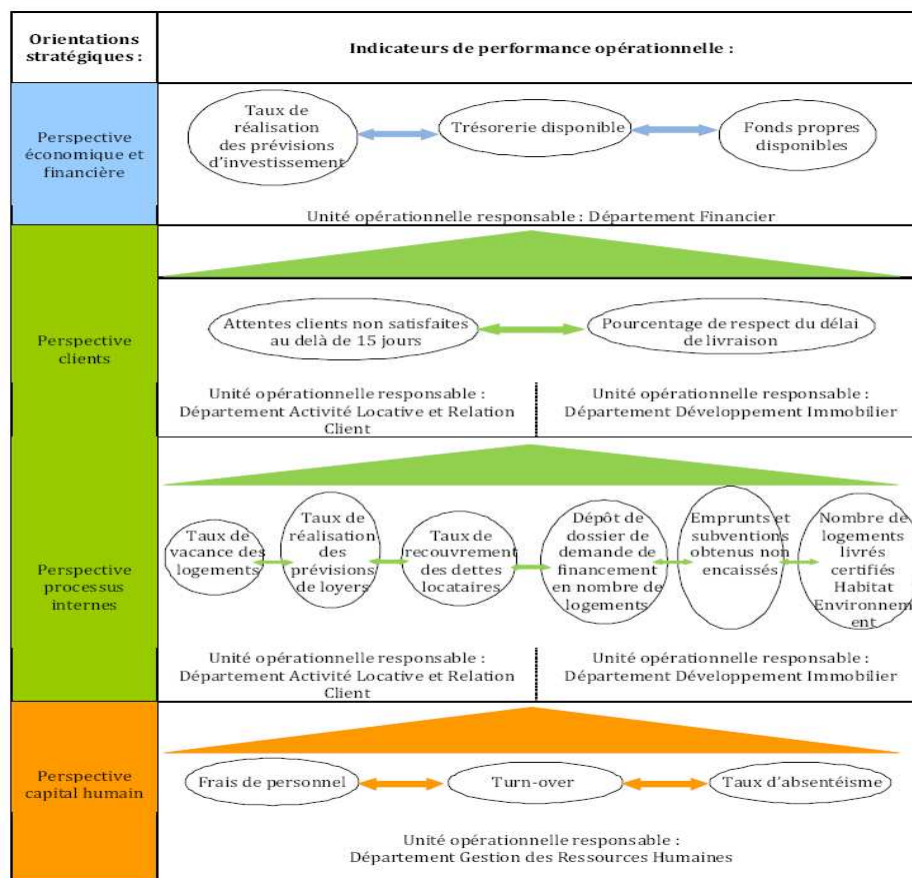 Orientations
stratégiques :
Indicateurs de performance opérationnelle :
Perspective
économique et
financière
Taux de
réalisation
des prévisions
d'investissement
Trésorerie disponible
Fonds propres
disponibles
Unité opérationnelle responsable : Département Financier
Perspective
clients
Attentes clients non satisfaites
au delà de 15 jours
Pourcentage de respect du délai
de livraison
Unité opérationnelle responsable :
Département Activité Locative et Relation
Client
Unité opérationnelle responsable :
Département Développement Immobilier
Perspective
processus
internes
Taux de
vacance des
logements
Taux de
réalisation
des
prévisions
de loyers
Taux de
recouvrement
des dettes
locataires
Dépôt de
dossier de
demande de
financement
en nombre de
logements
Emprunts et
subventions
obtenus non
encaissés
Nombre de
logements
livrés
certifiés
Habitat
Environnem
ent
Unité opérationnelle responsable :
Département Activité Locative et Relation
Client
Unité opérationnelle responsable :
Département Développement Immobilier
Perspective
capital humain
Frais de personnel
Turn-over
Taux d'absentéisme
Unité opérationnelle responsable :
Département Gestion des Ressources Humaines